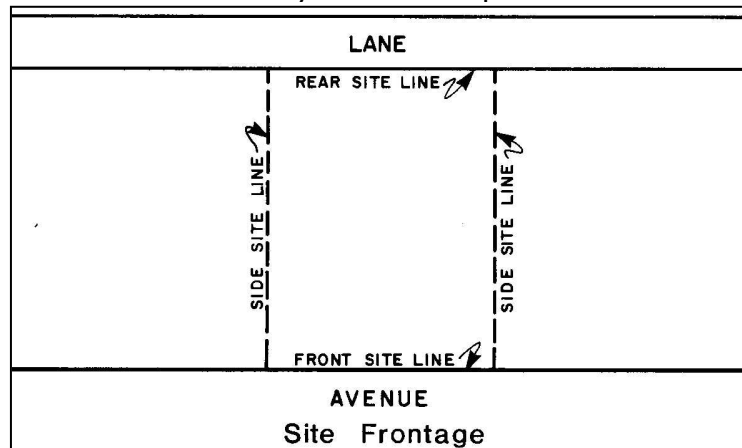 LANE
REAR SITE LINE
SIDE SITE LINE
SIDE SITE LINE
FRONT SITE LINE
AVENUE
Site Frontage